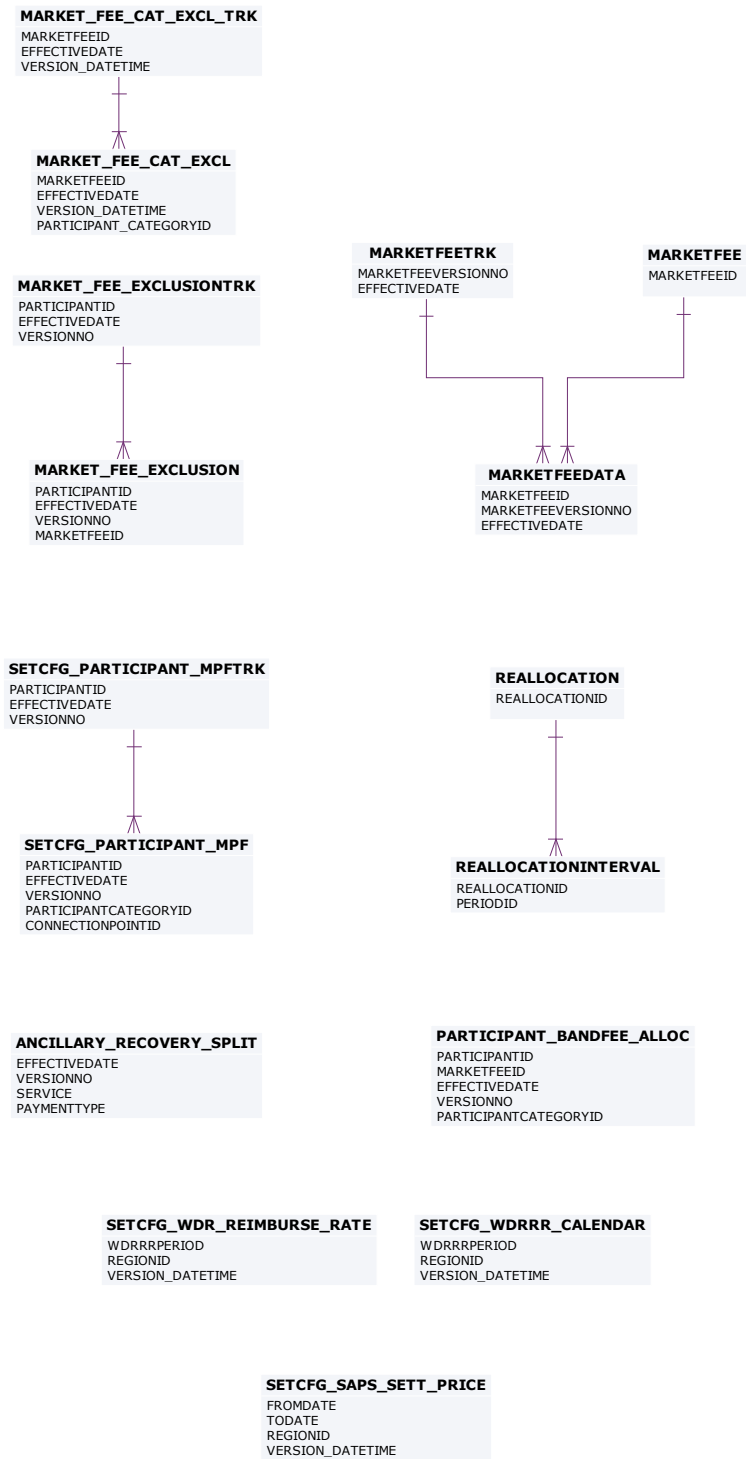 MARKET_FEE_CAT_EXCL_TRK
MARKETFEEID
EFFECTIVEDATE
VERSION_DATETIME
MARKET_FEE_CAT_EXCL
MARKETFEEID
EFFECTIVEDATE
VERSION_DATETIME
PARTICIPANT_CATEGORYID
MARKETFEETRK
MARKETFEEVERSIONNO
EFFECTIVEDATE
MARKETFEE
MARKETFEEID
MARKET_FEE_EXCLUSIONTRK
PARTICIPANTID
EFFECTIVEDATE
VERSIONNO
MARKET_FEE_EXCLUSION
PARTICIPANTID
EFFECTIVEDATE
VERSIONNO
MARKETFEEID
MARKETFEEDATA
MARKETFEEID
MARKETFEEVERSIONNO
EFFECTIVEDATE
SETCFG_PARTICIPANT_MPFTRK
PARTICIPANTID
EFFECTIVEDATE
VERSIONNO
REALLOCATION
REALLOCATIONID
SETCFG_PARTICIPANT_MPF
PARTICIPANTID
EFFECTIVEDATE
VERSIONNO
PARTICIPANTCATEGORYID
CONNECTIONPOINTID
REALLOCATIONINTERVAL
REALLOCATIONID
PERIODID
ANCILLARY_RECOVERY_SPLIT
EFFECTIVEDATE
VERSIONNO
SERVICE
PAYMENTTYPE
PARTICIPANT_BANDFEE_ALLOC
PARTICIPANTID
MARKETFEEID
EFFECTIVEDATE
VERSIONNO
PARTICIPANTCATEGORYID
SETCFG_WDR_REIMBURSE_RATE
WDRRRPERIOD
REGIONID
VERSION_DATETIME
SETCFG_WDRRR_CALENDAR
WDRRRPERIOD
REGIONID
VERSION_DATETIME
SETCFG_SAPS_SETT_PRICE
FROMDATE
TODATE
REGIONID
VERSION_DATETIME